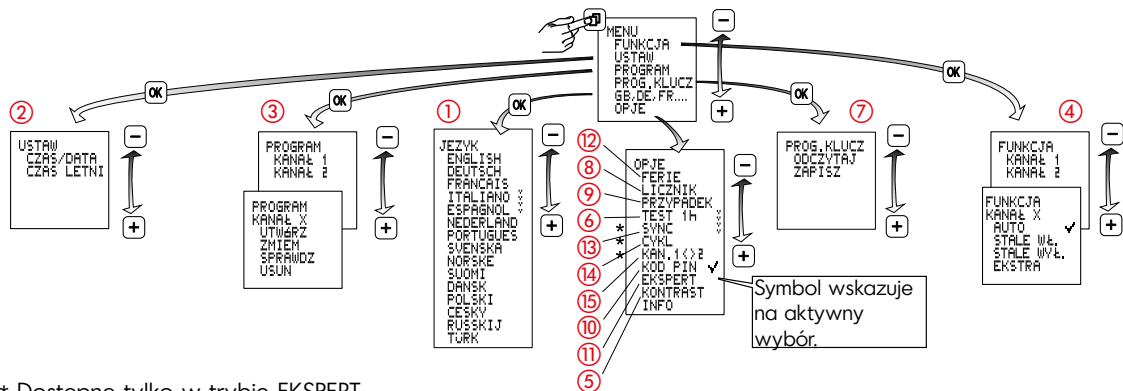 MENU
FUNKCJA
USTAW
PROGRAM
PROG.KLUCZ
GB,DE,FR....
OPJE
−
+
OK
OK
OK
OK
OK
②
USTAW
CZAS/DATA
CZAS LETNI
−
+
③
PROGRAM
KANAŁ 1
KANAŁ 2
PROGRAM
KANAŁ X
UTWÓRZ
ZMIEM
SPRAWDZ
USUN
−
+
①
JEZYK
ENGLISH
DEUTSCH
FRANCAIS
ITALIANO
ESPAGNOL
NEDERLAND
PORTUGUES
SVENSKA
NORSKE
SUOMI
DANSK
POLSKI
CESKY
RUSSKIJ
TURK
−
+
OPJE
⑫ FERIE
⑧ LICZNIK
⑨ PRZYPADEK
⑥ TEST 1h
⑬ * SYNC
⑭ * CYKL
⑮ * KAN.1<>2
⑩ KOD PIN ✓
⑪ EKSPERT
⑤ KONTRAST
INFO
−
+
Symbol wskazuje
na aktywny
wybór.
⑦
PROG.KLUCZ
ODCZYTAJ
ZAPISZ
−
+
④
FUNKCJA
KANAŁ 1
KANAŁ 2
FUNKCJA
KANAŁ X
AUTO ✓
STALE WŁ.
STALE WYŁ.
EKSTRA
−
+
* Dostępne tylko w trybie EKSPERT